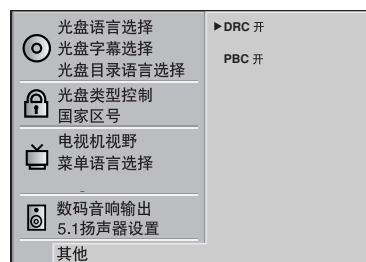 光盘语言选择
光盘字幕选择
光盘目录语言选择
光盘类型控制
国家区号
电视机视野
菜单语言选择
数码音响输出
5.1扬声器设置
其他
DRC 开
PBC 开